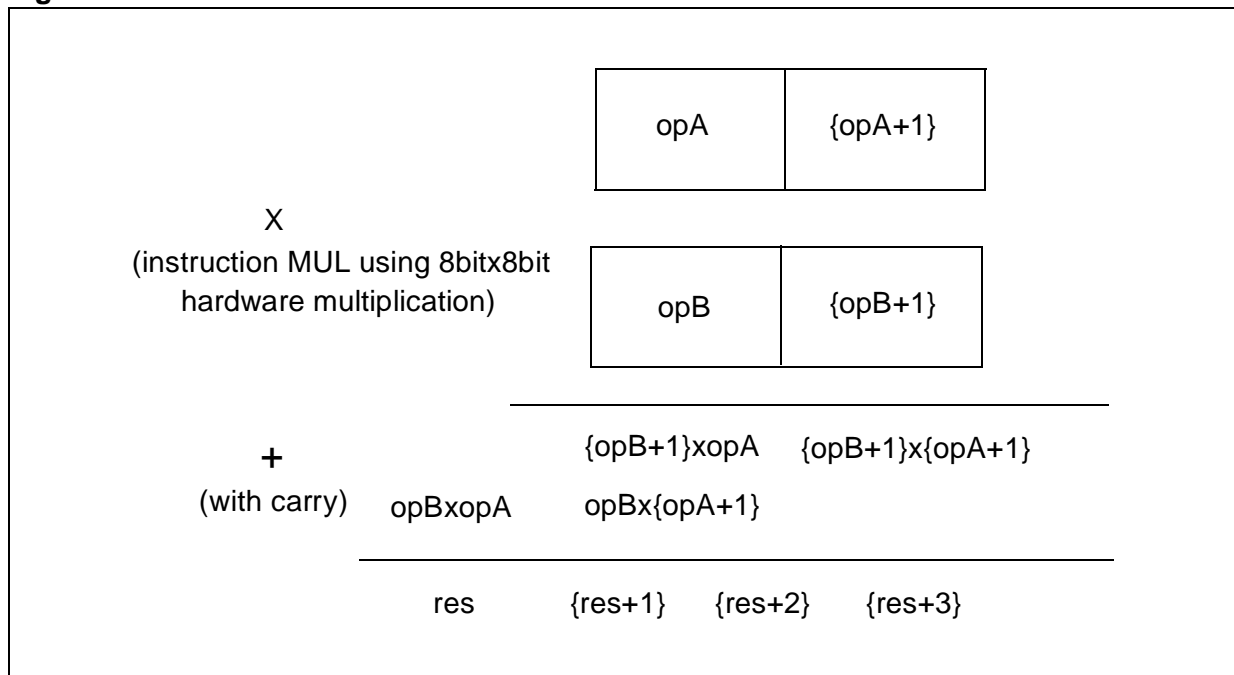 opA {opA+1}
X
(instruction MUL using 8bitx8bit
hardware multiplication)
opB {opB+1}
{opB+1}xopA {opB+1}x{opA+1}
+
(with carry) opBxopA opBx{opA+1}
res {res+1} {res+2} {res+3}